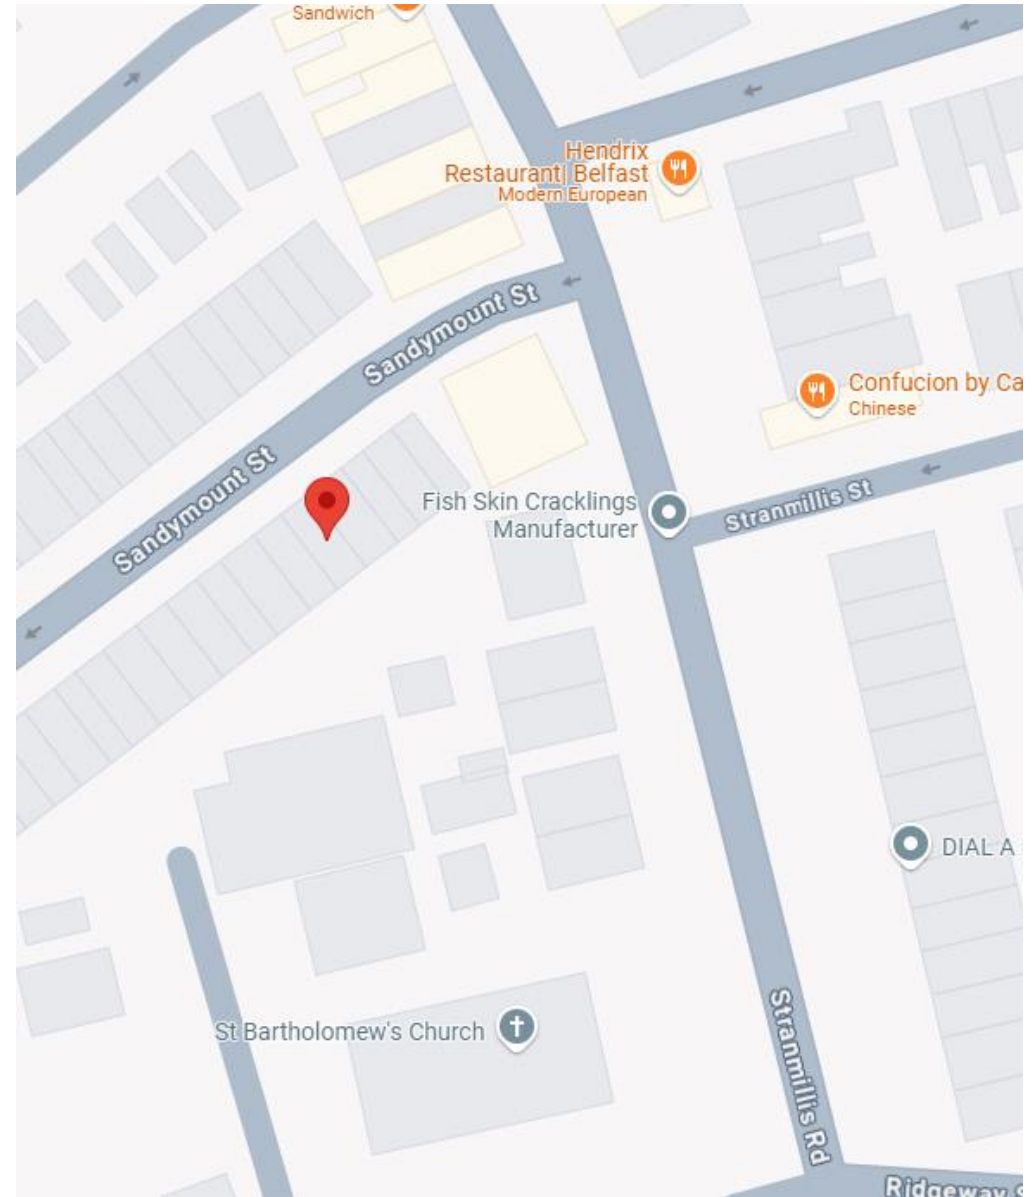 Sandwich
Hendrix
Restaurant| Belfast
Modern European
Sandymount St
Confucion by Ca
Chinese
Sandymount St
Fish Skin Cracklings
Manufacturer
Stranmillis St
DIAL A
St Bartholomew's Church
Stranmillis Rd
Ridgeway